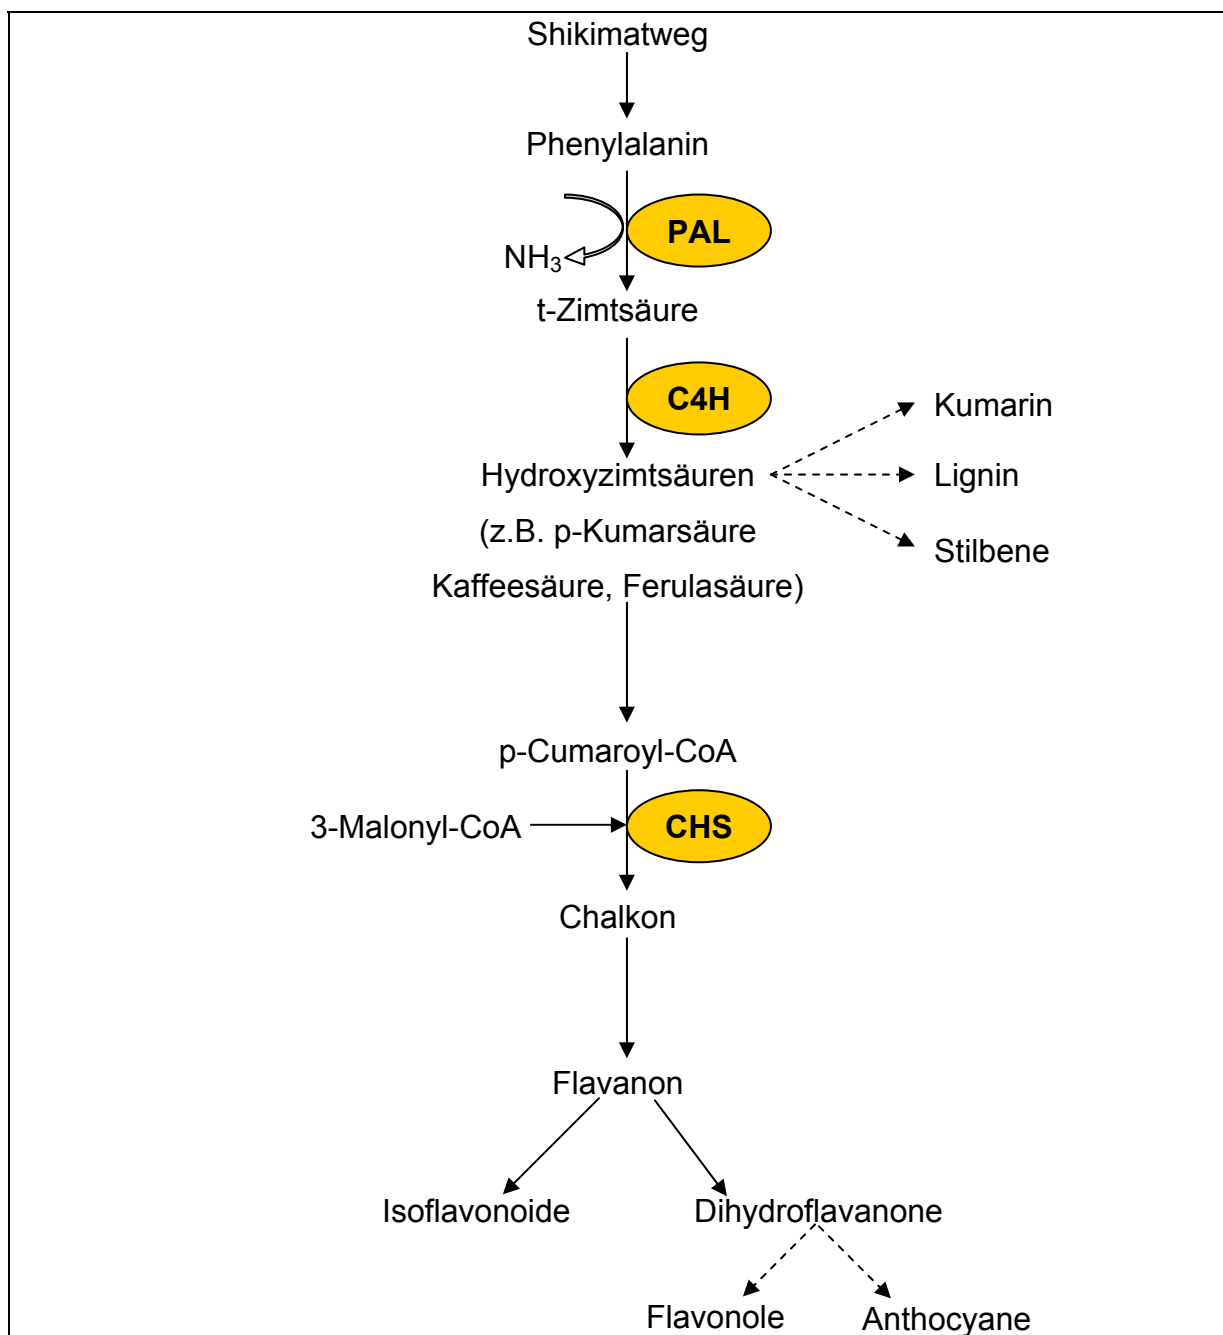 Shikimatweg
Phenylalanin
PAL
NH₃
t-Zimtsäure
C4H
Kumarin
Hydroxyzimtsäuren
Lignin
(z.B. p-Kumarsäure
Stilbene
Kaffeesäure, Ferulasäure)
p-Cumaroyl-CoA
3-Malonyl-CoA
CHS
Chalkon
Flavanon
Isoflavonoide
Dihydroflavanone
Flavonole
Anthocyane